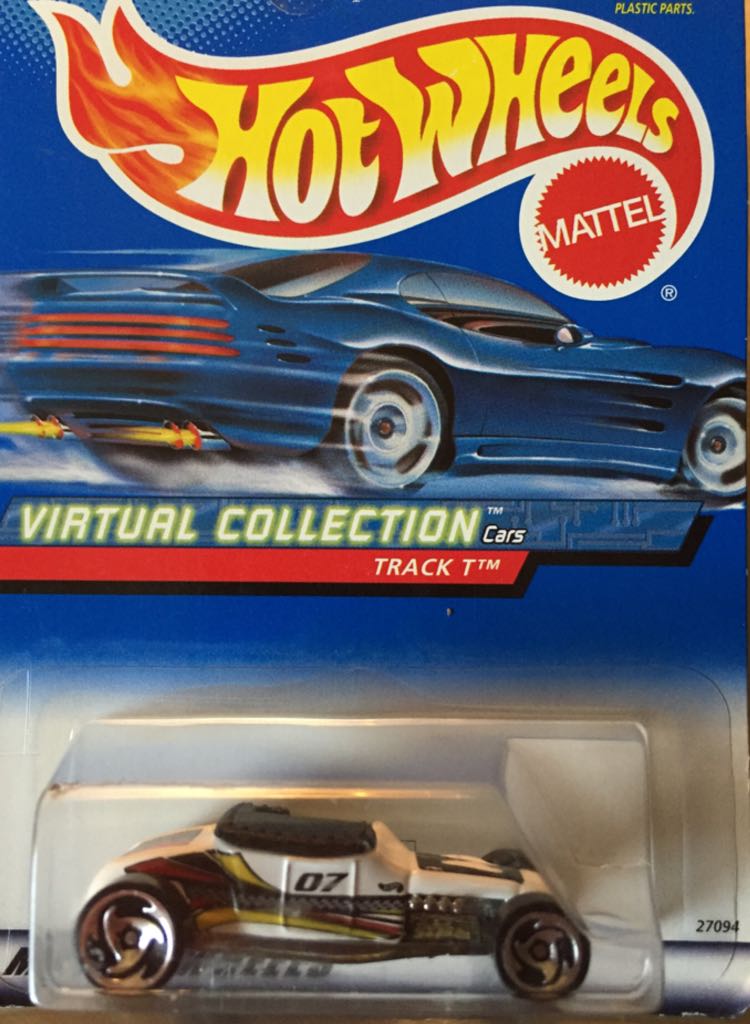 PLASTIC PARTS.
HOT WHEELS
MATTEL
®
VIRTUAL COLLECTION™ Cars
TRACK T™
07
27094